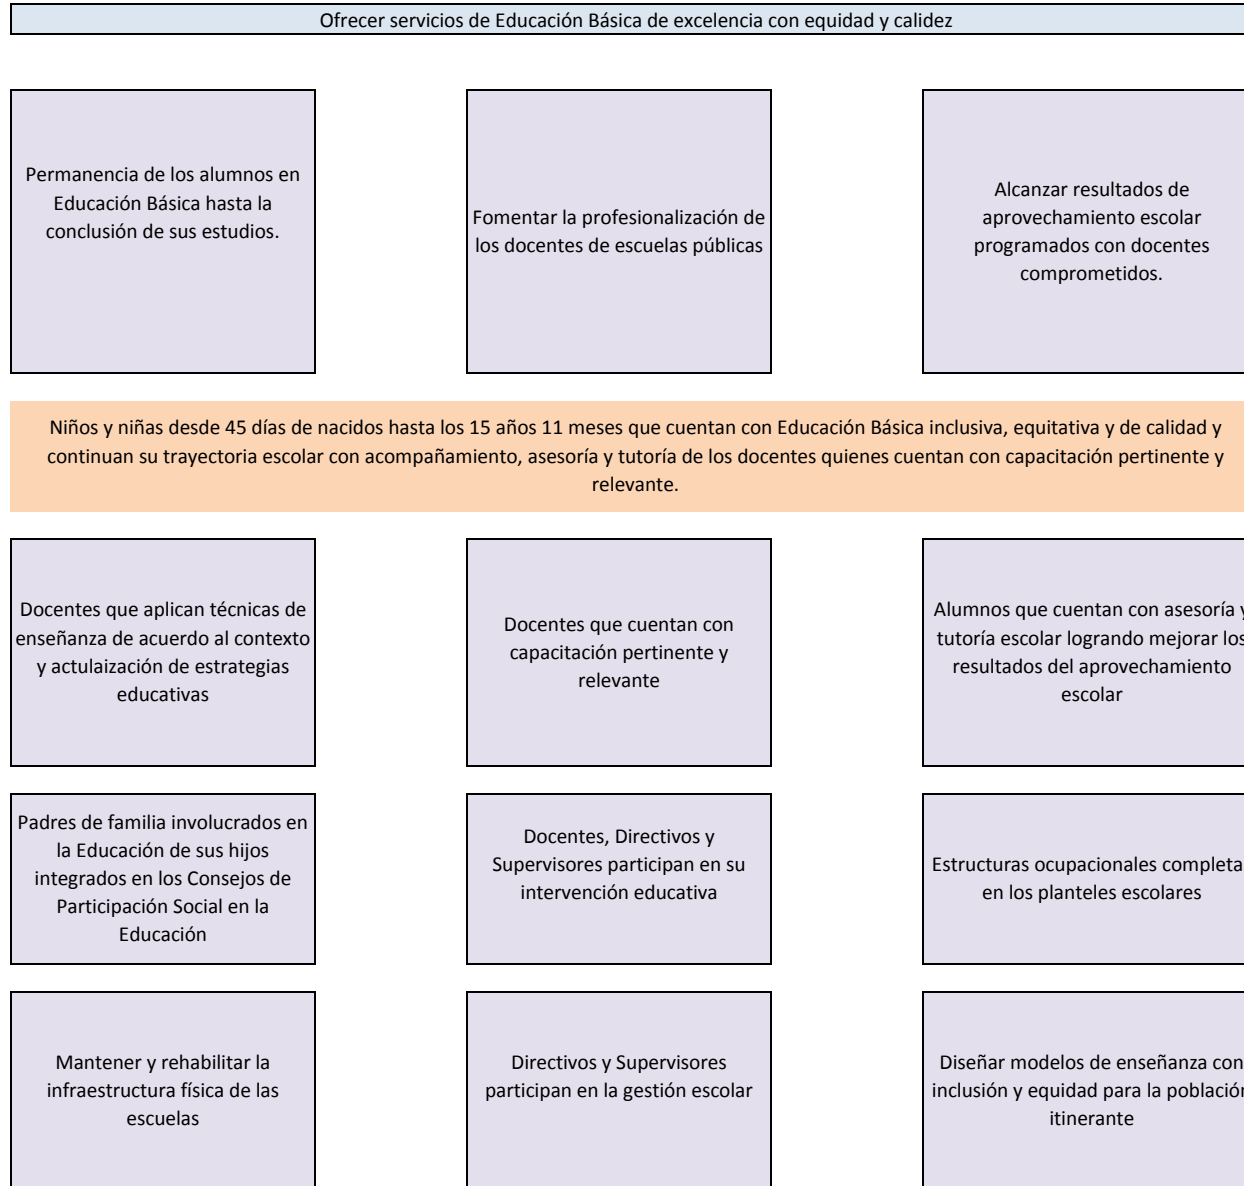 Ofrecer servicios de Educación Básica de excelencia con equidad y calidez
Permanencia de los alumnos en
Educación Básica hasta la
conclusión de sus estudios.
Fomentar la profesionalización de
los docentes de escuelas públicas
Alcanzar resultados de
aprovechamiento escolar
programados con docentes
comprometidos.
Niños y niñas desde 45 días de nacidos hasta los 15 años 11 meses que cuentan con Educación Básica inclusiva, equitativa y de calidad y
continuan su trayectoria escolar con acompañamiento, asesoría y tutoría de los docentes quienes cuentan con capacitación pertinente y
relevante.
Docentes que aplican técnicas de
enseñanza de acuerdo al contexto
y actulaización de estrategias
educativas
Docentes que cuentan con
capacitación pertinente y
relevante
Alumnos que cuentan con asesoría y
tutoría escolar logrando mejorar los
resultados del aprovechamiento
escolar
Padres de familia involucrados en
la Educación de sus hijos
integrados en los Consejos de
Participación Social en la
Educación
Docentes, Directivos y
Supervisores participan en su
intervención educativa
Estructuras ocupacionales completa
en los planteles escolares
Mantener y rehabilitar la
infraestructura física de las
escuelas
Directivos y Supervisores
participan en la gestión escolar
Diseñar modelos de enseñanza con
inclusión y equidad para la población
itinerante